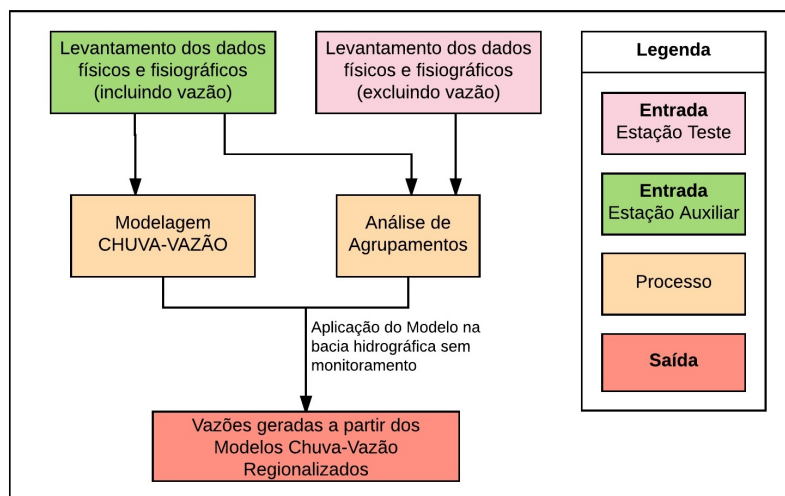 Levantamento dos dados
físicos e fisiográficos
(incluindo vazão)
Levantamento dos dados
físicos e fisiográficos
(excluindo vazão)
Modelagem
CHUVA-VAZÃO
Análise de
Agrupamentos
Aplicação do Modelo na
bacia hidrográfica sem
monitoramento
Vazões geradas a partir dos
Modelos Chuva-Vazão
Regionalizados
Legenda
Entrada
Estação Teste
Entrada
Estação Auxiliar
Processo
Saída